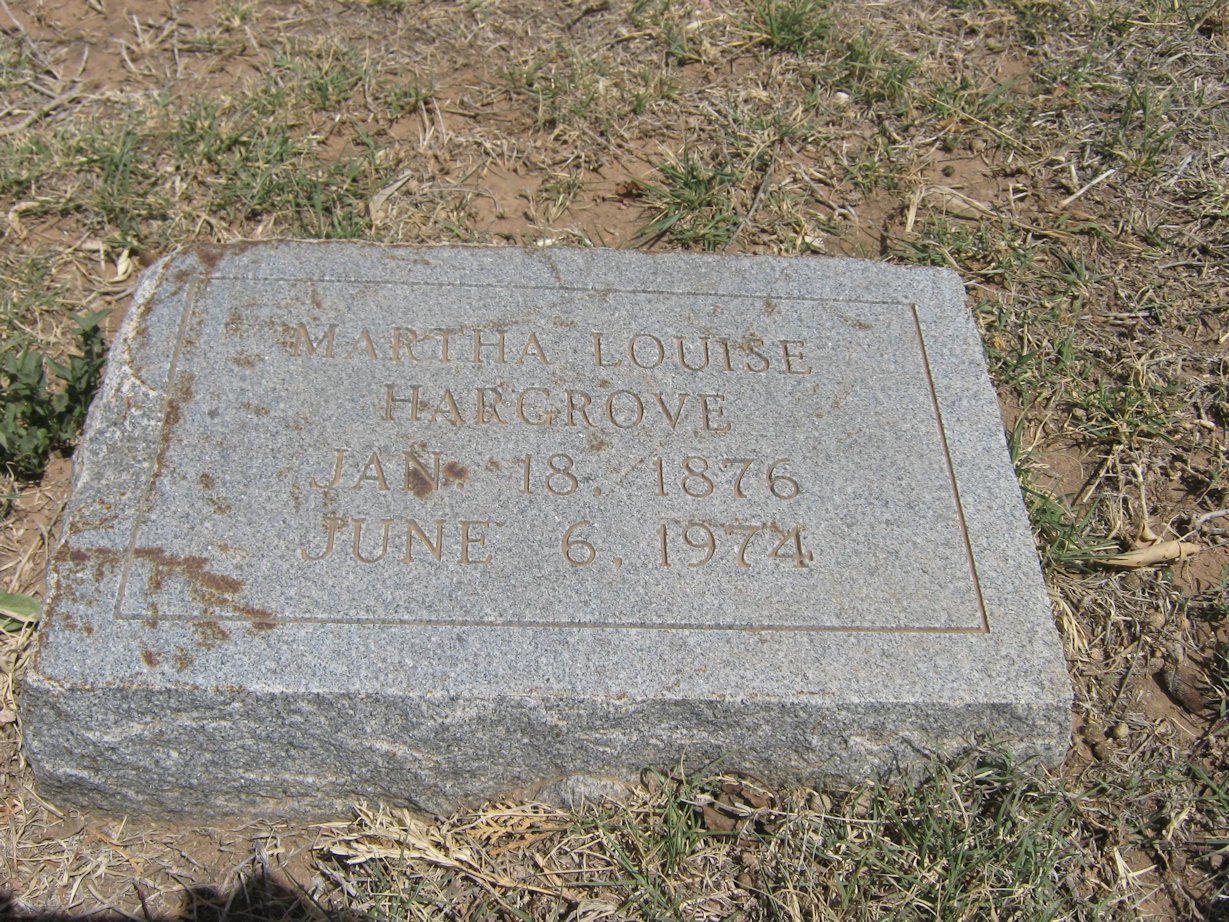 MARTHA LOUISE
HARGROVE
JAN. 18, 1876
JUNE 6, 1974